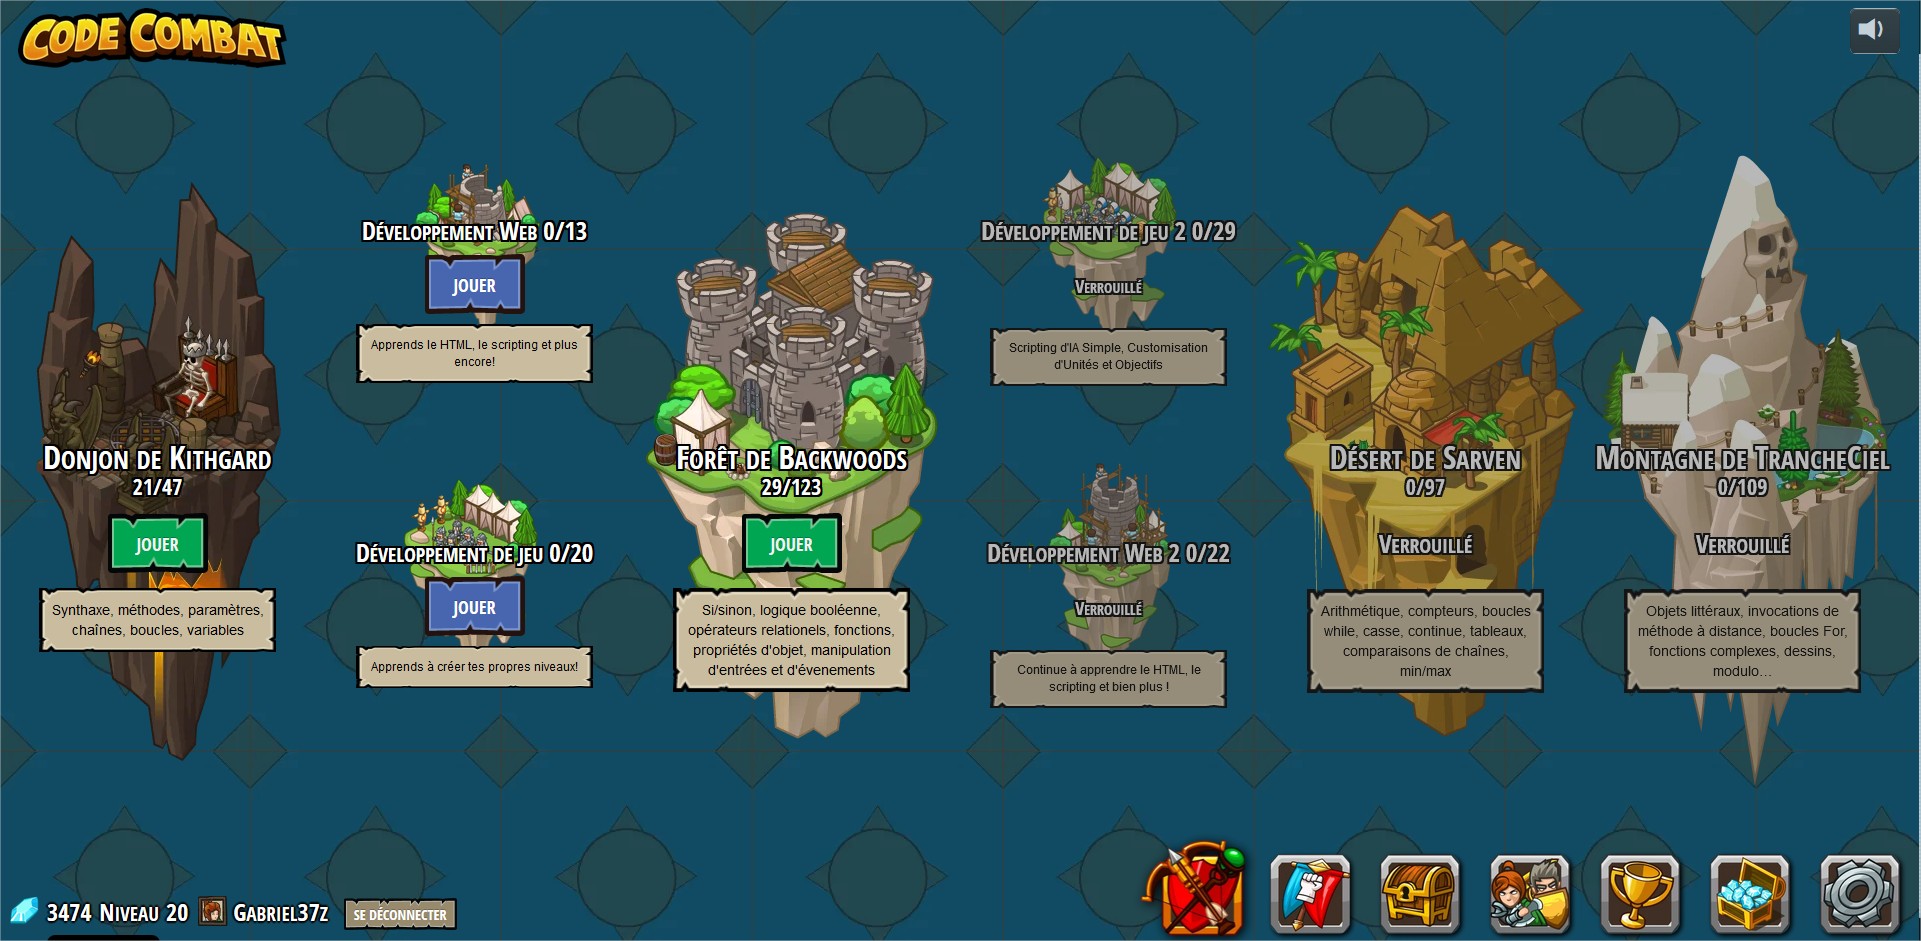 CODE COMBAT
Donjon de Kithgard
21/47
JOUER
Synthaxe, méthodes, paramètres,
chaînes, boucles, variables
Développement Web 0/13
JOUER
Apprends le HTML, le scripting et plus
encore!
Développement de jeu 0/20
JOUER
Apprends à créer tes propres niveaux!
Forêt de Backwoods
29/123
JOUER
Si/sinon, logique booléenne,
opérateurs relationels, fonctions,
propriétés d'objet, manipulation
d'entrées et d'évenements
Développement de jeu 2 0/29
Verrouillé
Scripting d'IA Simple, Customisation
d'Unités et Objectifs
Développement Web 2 0/22
Verrouillé
Continue à apprendre le HTML, le
scripting et bien plus !
Désert de Sarven
0/97
Verrouillé
Arithmétique, compteurs, boucles
while, casse, continue, tableaux,
comparaisons de chaînes,
min/max
Montagne de TrancheCiel
0/109
Verrouillé
Objets littéraux, invocations de
méthode à distance, boucles For,
fonctions complexes, dessins,
modulo…
3474 Niveau 20 Gabriel37z SE DÉCONNECTER